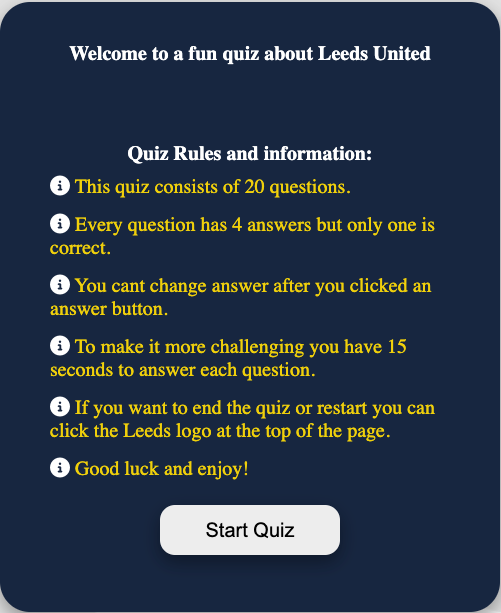 Welcome to a fun quiz about Leeds United
Quiz Rules and information:
This quiz consists of 20 questions.
Every question has 4 answers but only one is
correct.
You cant change answer after you clicked an
answer button.
To make it more challenging you have 15
seconds to answer each question.
If you want to end the quiz or restart you can
click the Leeds logo at the top of the page.
Good luck and enjoy!
Start Quiz